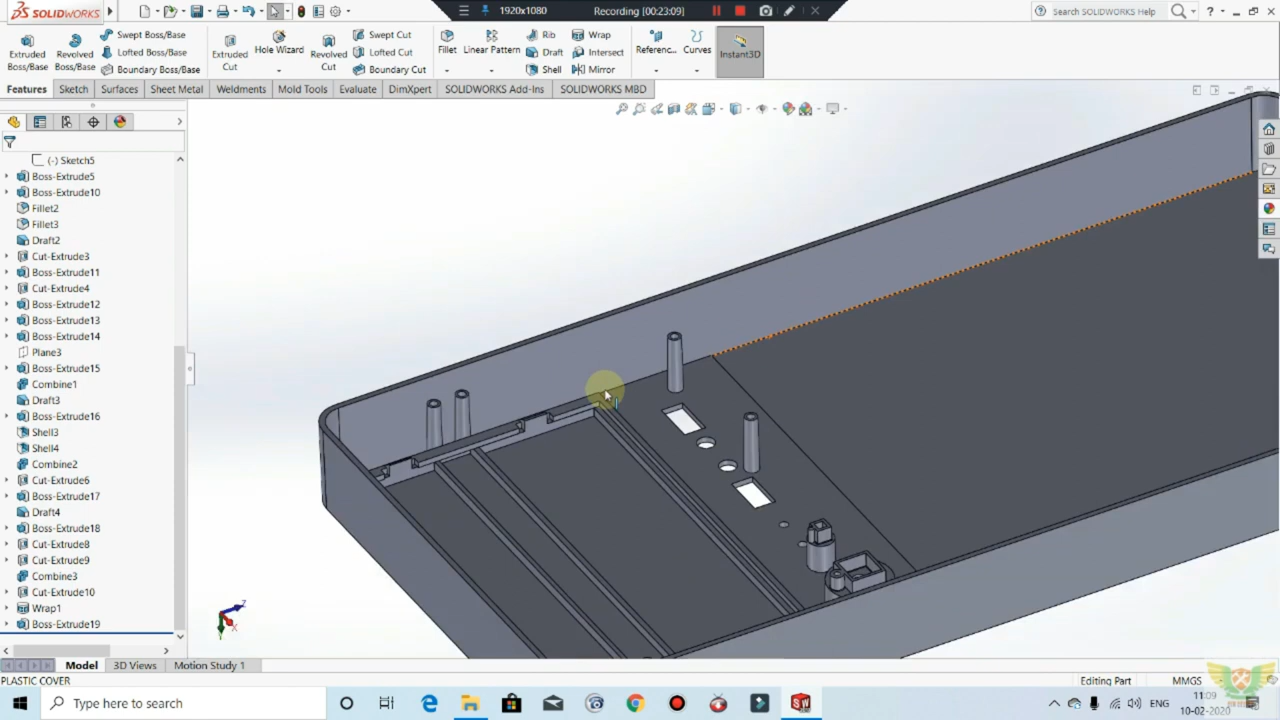 SOLIDWORKS
1920x1080
Recording [00:23:09]
Search SOLIDWORKS Help
Extruded Boss/Base
Revolved Boss/Base
Swept Boss/Base
Lofted Boss/Base
Boundary Boss/Base
Extruded Cut
Hole Wizard
Revolved Cut
Swept Cut
Lofted Cut
Boundary Cut
Fillet
Linear Pattern
Rib
Draft
Shell
Wrap
Intersect
Mirror
Referenc...
Curves
Instant3D
Features
Sketch
Surfaces
Sheet Metal
Weldments
Mold Tools
Evaluate
DimXpert
SOLIDWORKS Add-Ins
SOLIDWORKS MBD
(-) Sketch5
Boss-Extrude5
Boss-Extrude10
Fillet2
Fillet3
Draft2
Cut-Extrude3
Boss-Extrude11
Cut-Extrude4
Boss-Extrude12
Boss-Extrude13
Boss-Extrude14
Plane3
Boss-Extrude15
Combine1
Draft3
Boss-Extrude16
Shell3
Shell4
Combine2
Cut-Extrude6
Boss-Extrude17
Draft4
Boss-Extrude18
Cut-Extrude8
Cut-Extrude9
Combine3
Cut-Extrude10
Wrap1
Boss-Extrude19
Z
X
Y
Model
3D Views
Motion Study 1
PLASTIC COVER
Editing Part
MMGS
Type here to search
ENG
11:09
10-02-2020